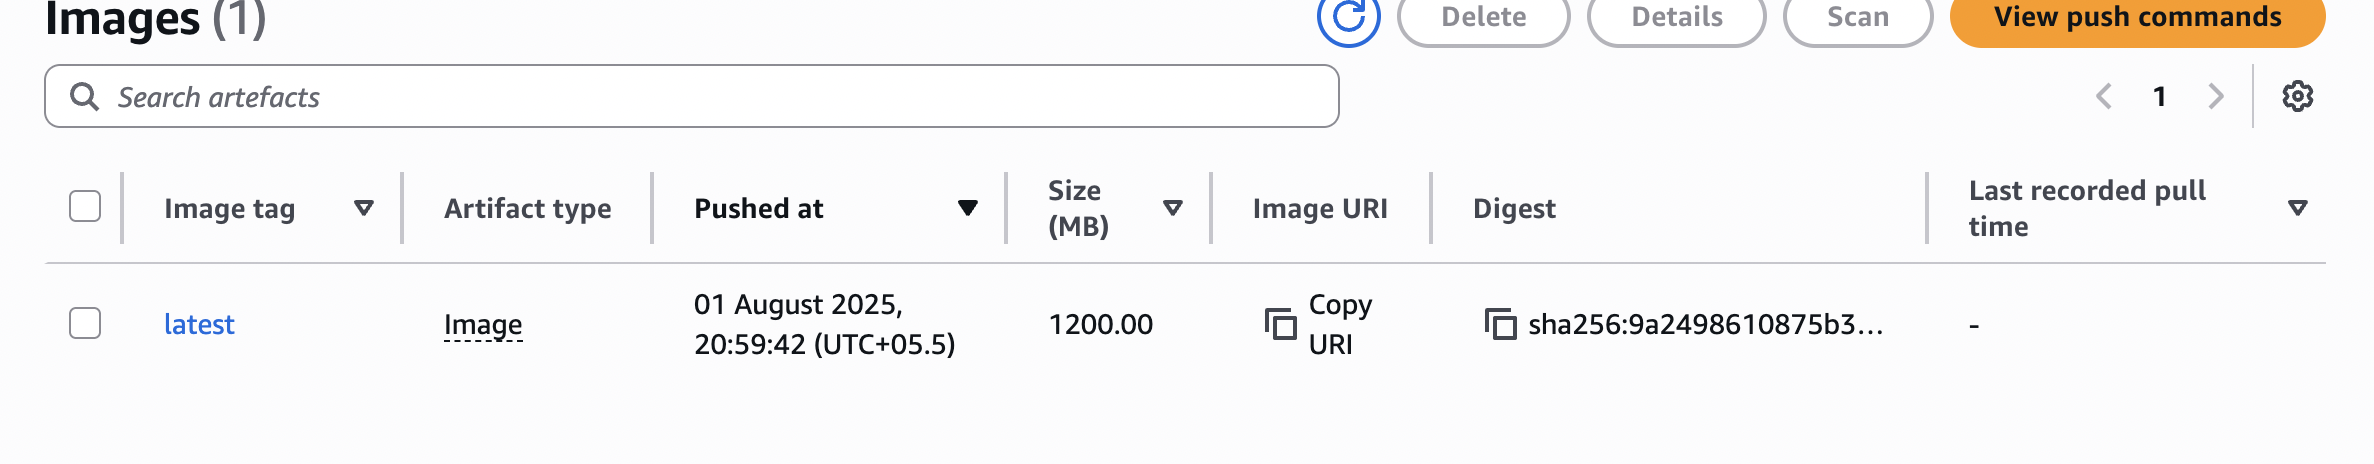 Images (1)
Delete
Details
Scan
View push commands
Search artefacts
1
Image tag
Artifact type
Pushed at
Size
(MB)
Image URI
Digest
Last recorded pull
time
latest
Image
01 August 2025,
20:59:42 (UTC+05.5)
1200.00
Copy
URI
sha256:9a2498610875b3...
-